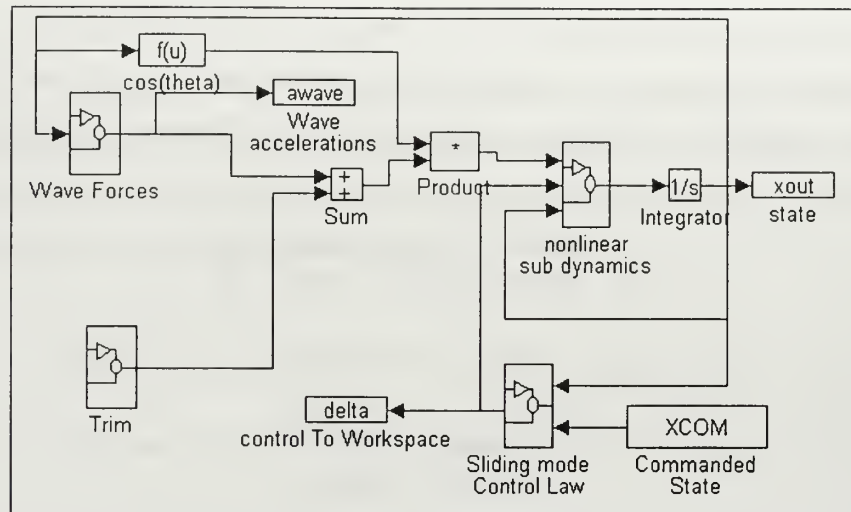 f(u)
cos(theta)
awave
Wave
accelerations
Wave Forces
+
+
Sum
*
Product
nonlinear
sub dynamics
1/s
Integrator
xout
state
Trim
delta
control To Workspace
Sliding mode
Control Law
XCOM
Commanded
State